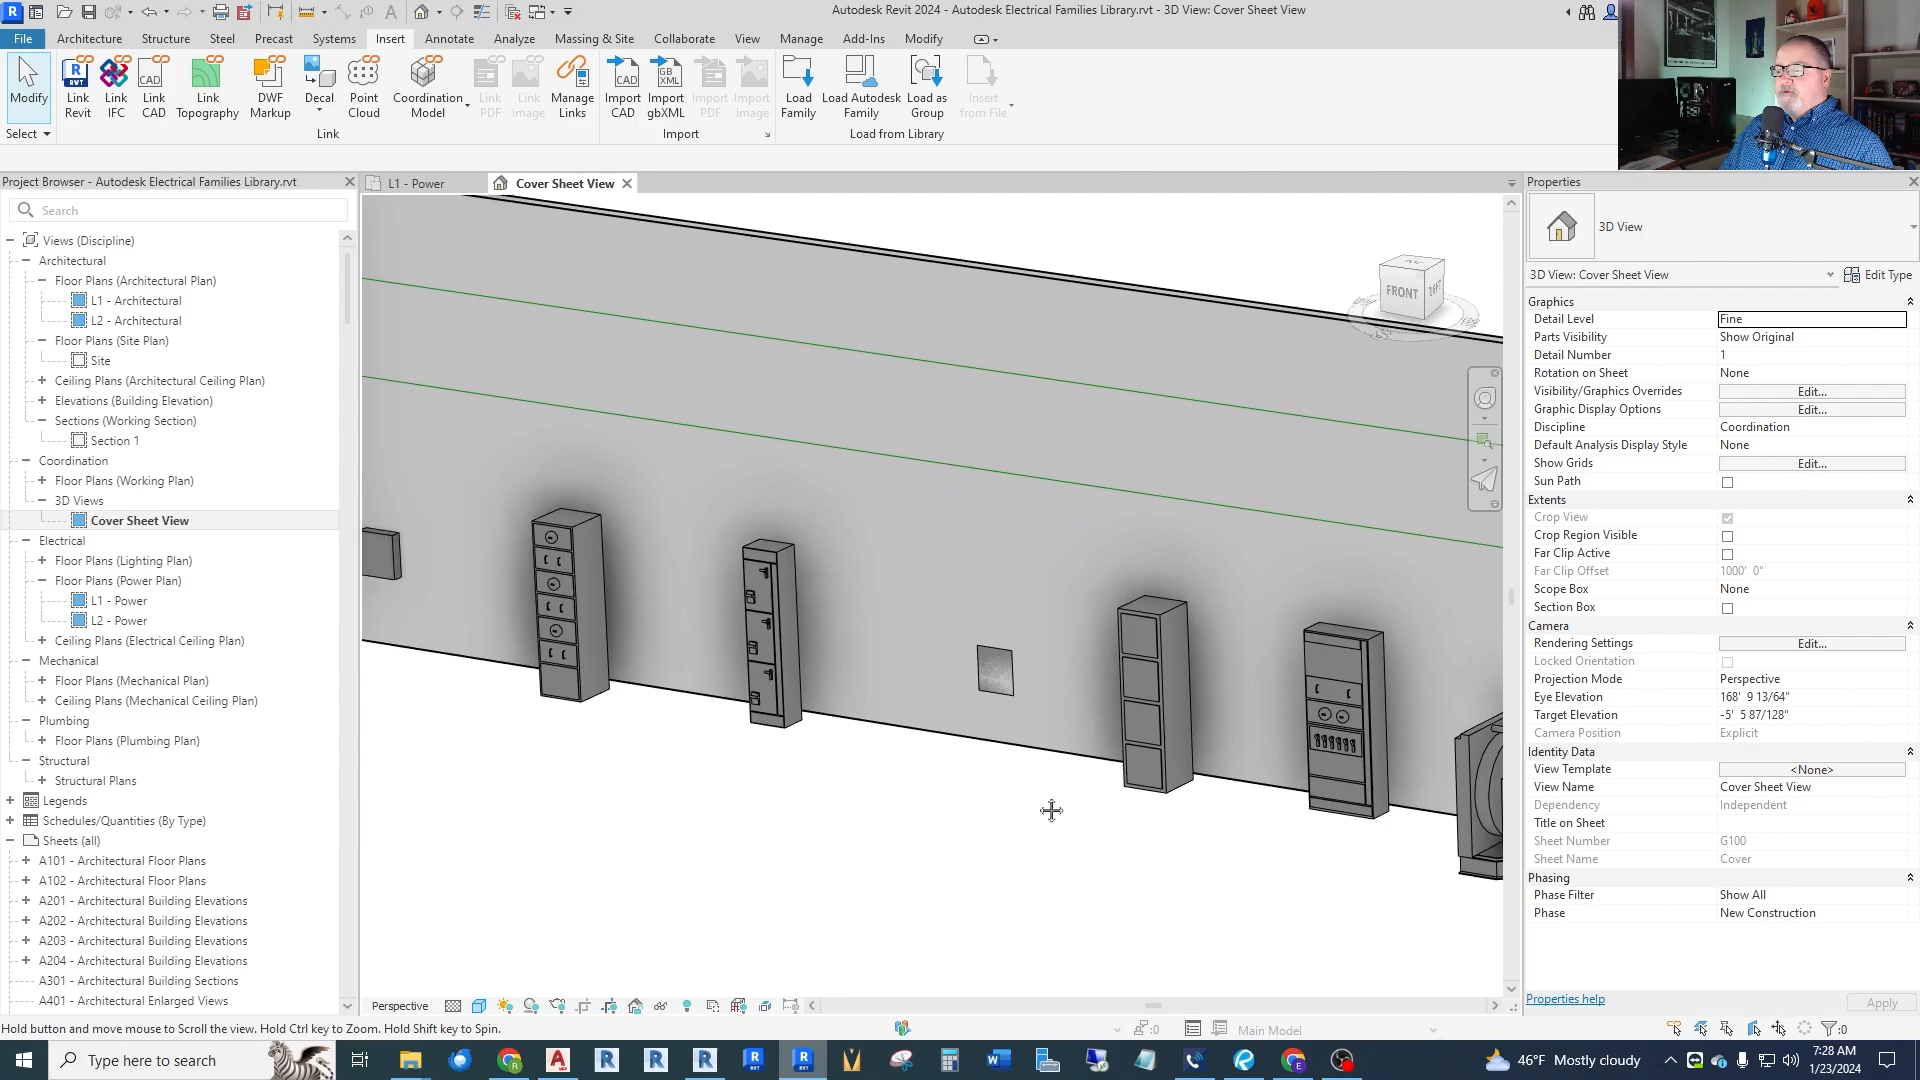 Autodesk Revit 2024 - Autodesk Electrical Families Library.rvt - 3D View: Cover Sheet View
File Architecture Structure Steel Precast Systems Insert Annotate Analyze Massing & Site Collaborate View Manage Add-Ins Modify
Modify
Link Revit
Link IFC
Link CAD
Link Topography
DWF Markup
Decal
Point Cloud
Coordination Model
Link PDF
Link Image
Manage Links
Import CAD
Import gbXML
Import PDF
Import Image
Load Family
Load Autodesk Family
Load as Group
Insert from File
Select
Link
Import
Load from Library
Project Browser - Autodesk Electrical Families Library.rvt
Search
Views (Discipline)
Architectural
Floor Plans (Architectural Plan)
L1 - Architectural
L2 - Architectural
Floor Plans (Site Plan)
Site
Ceiling Plans (Architectural Ceiling Plan)
Elevations (Building Elevation)
Sections (Working Section)
Section 1
Coordination
Floor Plans (Working Plan)
3D Views
Cover Sheet View
Electrical
Floor Plans (Lighting Plan)
Floor Plans (Power Plan)
L1 - Power
L2 - Power
Ceiling Plans (Electrical Ceiling Plan)
Mechanical
Floor Plans (Mechanical Plan)
Ceiling Plans (Mechanical Ceiling Plan)
Plumbing
Floor Plans (Plumbing Plan)
Structural
Structural Plans
Legends
Schedules/Quantities (By Type)
Sheets (all)
A101 - Architectural Floor Plans
A102 - Architectural Floor Plans
A201 - Architectural Building Elevations
A202 - Architectural Building Elevations
A203 - Architectural Building Elevations
A204 - Architectural Building Elevations
A301 - Architectural Building Sections
A401 - Architectural Enlarged Views
L1 - Power
Cover Sheet View
FRONT
Perspective
Properties
3D View
3D View: Cover Sheet View
Edit Type
Graphics
Detail Level Fine
Parts Visibility Show Original
Detail Number 1
Rotation on Sheet None
Visibility/Graphics Overrides Edit...
Graphic Display Options Edit...
Discipline Coordination
Default Analysis Display Style None
Show Grids Edit...
Sun Path
Extents
Crop View
Crop Region Visible
Far Clip Active
Far Clip Offset 1000' 0"
Scope Box None
Section Box
Camera
Rendering Settings Edit...
Locked Orientation
Projection Mode Perspective
Eye Elevation 168' 9 13/64"
Target Elevation -5' 5 87/128"
Camera Position Explicit
Identity Data
View Template <None>
View Name Cover Sheet View
Dependency Independent
Title on Sheet
Sheet Number G100
Sheet Name Cover
Phasing
Phase Filter Show All
Phase New Construction
Properties help
Apply
Hold button and move mouse to Scroll the view. Hold Ctrl key to Zoom. Hold Shift key to Spin.
:0
Main Model
:0
Type here to search
46°F Mostly cloudy
7:28 AM
1/23/2024